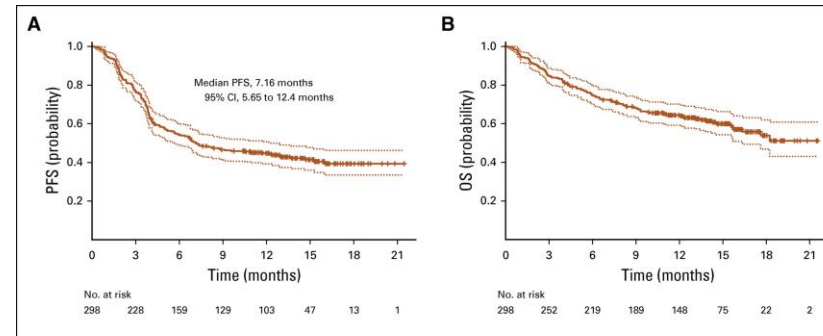 A
PFS (probability)
1.0
0.8
0.6
0.4
0.2
Median PFS, 7.16 months
95% CI, 5.65 to 12.4 months
0 3 6 9 12 15 18 21
Time (months)
No. at risk
298 228 159 129 103 47 13 1
B
OS (probability)
1.0
0.8
0.6
0.4
0.2
0 3 6 9 12 15 18 21
Time (months)
No. at risk
298 252 219 189 148 75 22 2